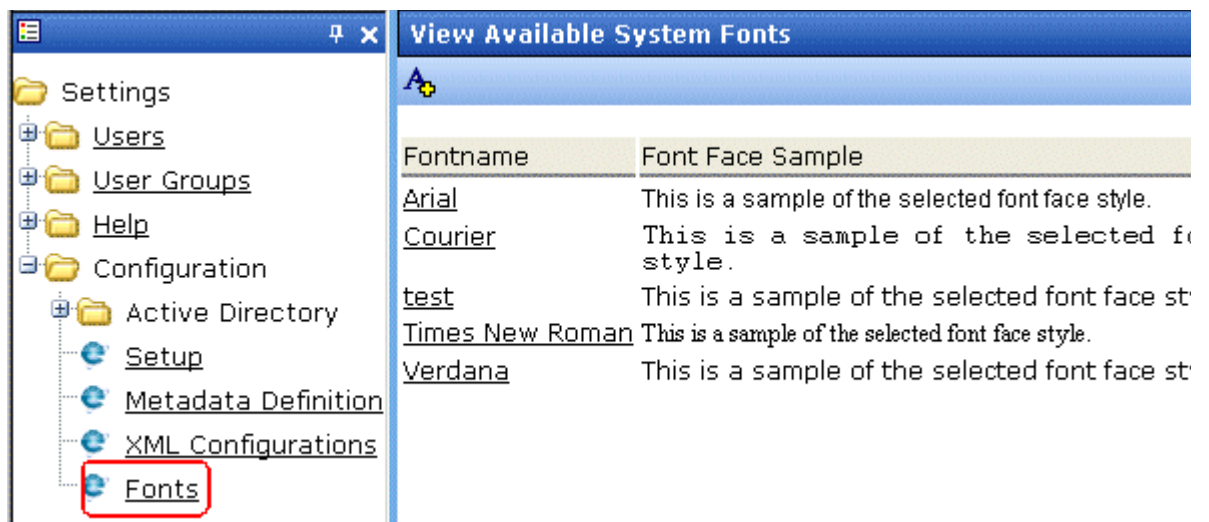 Settings
Users
User Groups
Help
Configuration
Active Directory
Setup
Metadata Definition
XML Configurations
Fonts
View Available System Fonts
Fontname Font Face Sample
Arial This is a sample of the selected font face style.
Courier This is a sample of the selected
style.
test This is a sample of the selected font face
Times New Roman This is a sample of the selected font face style.
Verdana This is a sample of the selected font face